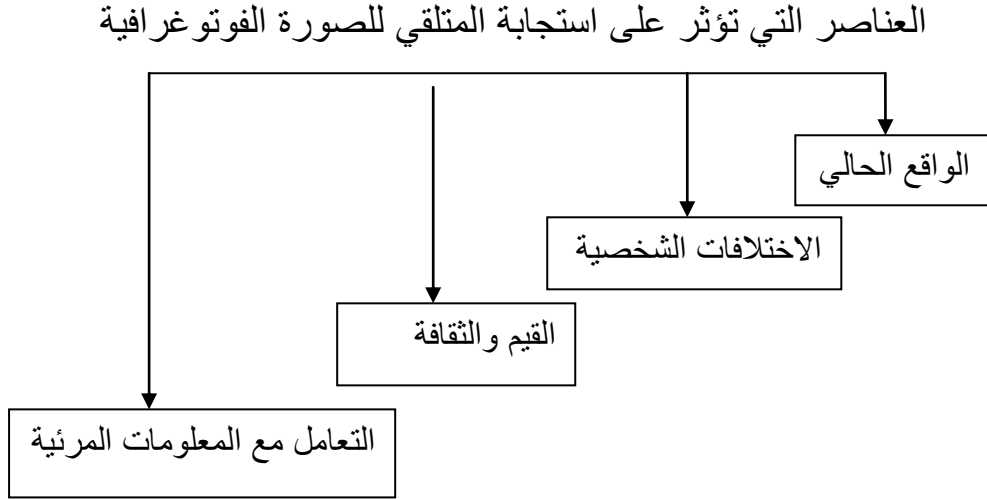 العناصر التي تؤثر على استجابة المتلقي للصورة الفوتوغرافية
الواقع الحالي
الاختلافات الشخصية
القيم والثقافة
التعامل مع المعلومات المرئية